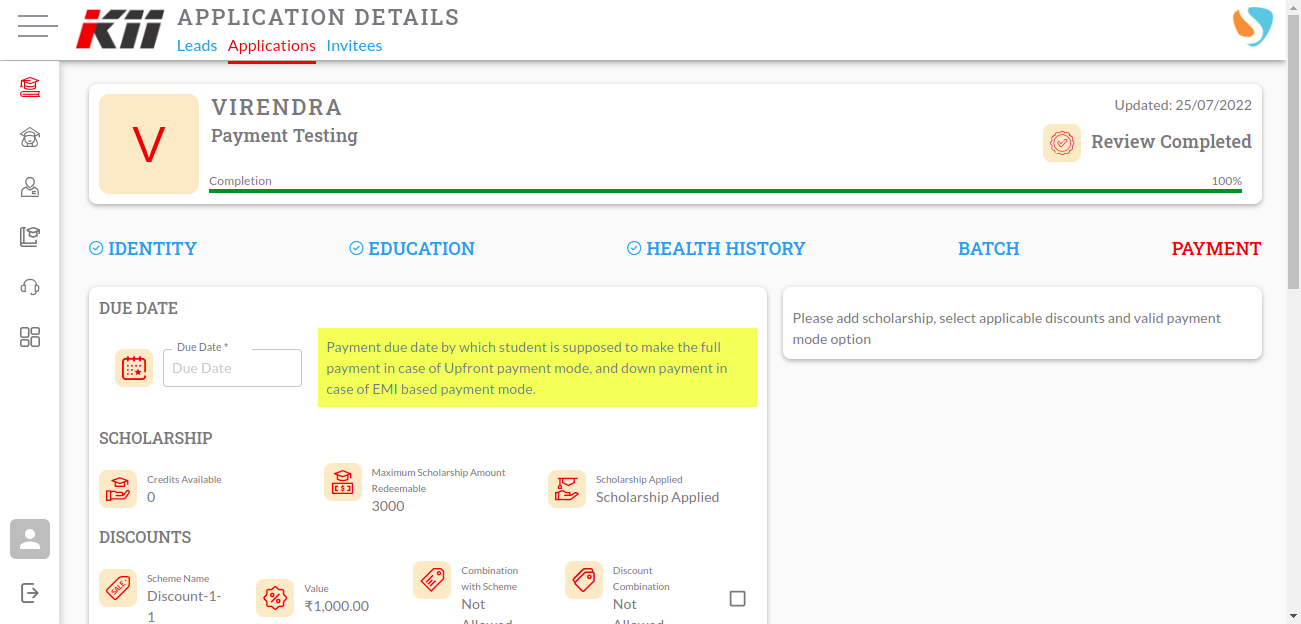 KII
APPLICATION DETAILS
Leads Applications Invitees
V
VIRENDRA
Payment Testing
Updated: 25/07/2022
Review Completed
Completion
100%
IDENTITY
EDUCATION
HEALTH HISTORY
BATCH
PAYMENT
DUE DATE
Due Date *
Due Date
Payment due date by which student is supposed to make the full
payment in case of Upfront payment mode, and down payment in
case of EMI based payment mode.
Please add scholarship, select applicable discounts and valid payment
mode option
SCHOLARSHIP
Credits Available
0
Maximum Scholarship Amount
Redeemable
3000
Scholarship Applied
Scholarship Applied
DISCOUNTS
SALE
Scheme Name
Discount-1-
1
Value
₹1,000.00
Combination
with Scheme
Not
Allowed
Discount
Combination
Not
Allowed